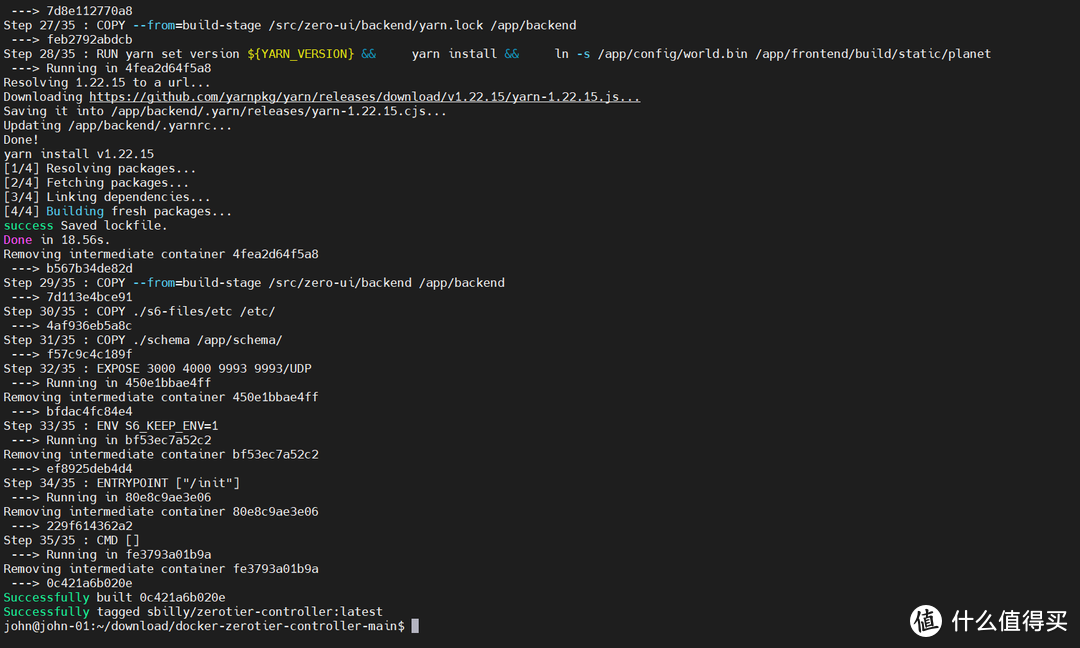 ---> 7d8e112770a8
Step 27/35 : COPY --from=build-stage /src/zero-ui/backend/yarn.lock /app/backend
---> feb2792abdcb
Step 28/35 : RUN yarn set version ${YARN_VERSION} &&     yarn install &&     ln -s /app/config/world.bin /app/frontend/build/static/planet
---> Running in 4fea2d64f5a8
Resolving 1.22.15 to a url...
Downloading https://github.com/yarnpkg/yarn/releases/download/v1.22.15/yarn-1.22.15.js...
Saving it into /app/backend/.yarn/releases/yarn-1.22.15.cjs...
Updating /app/backend/.yarnrc...
Done!
yarn install v1.22.15
[1/4] Resolving packages...
[2/4] Fetching packages...
[3/4] Linking dependencies...
[4/4] Building fresh packages...
success Saved lockfile.
Done in 18.56s.
Removing intermediate container 4fea2d64f5a8
---> b567b34de82d
Step 29/35 : COPY --from=build-stage /src/zero-ui/backend /app/backend
---> 7d113e4bce91
Step 30/35 : COPY ./s6-files/etc /etc/
---> 4af936eb5a8c
Step 31/35 : COPY ./schema /app/schema/
---> f57c9c4c189f
Step 32/35 : EXPOSE 3000 4000 9993 9993/UDP
---> Running in 450e1bbae4ff
Removing intermediate container 450e1bbae4ff
---> bfdac4fc84e4
Step 33/35 : ENV S6_KEEP_ENV=1
---> Running in bf53ec7a52c2
Removing intermediate container bf53ec7a52c2
---> ef8925deb4d4
Step 34/35 : ENTRYPOINT ["/init"]
---> Running in 80e8c9ae3e06
Removing intermediate container 80e8c9ae3e06
---> 229f614362a2
Step 35/35 : CMD []
---> Running in fe3793a01b9a
Removing intermediate container fe3793a01b9a
---> 0c421a6b020e
Successfully built 0c421a6b020e
Successfully tagged sbilly/zerotier-controller:latest
john@john-01:~/download/docker-zerotier-controller-main$
值 什么值得买